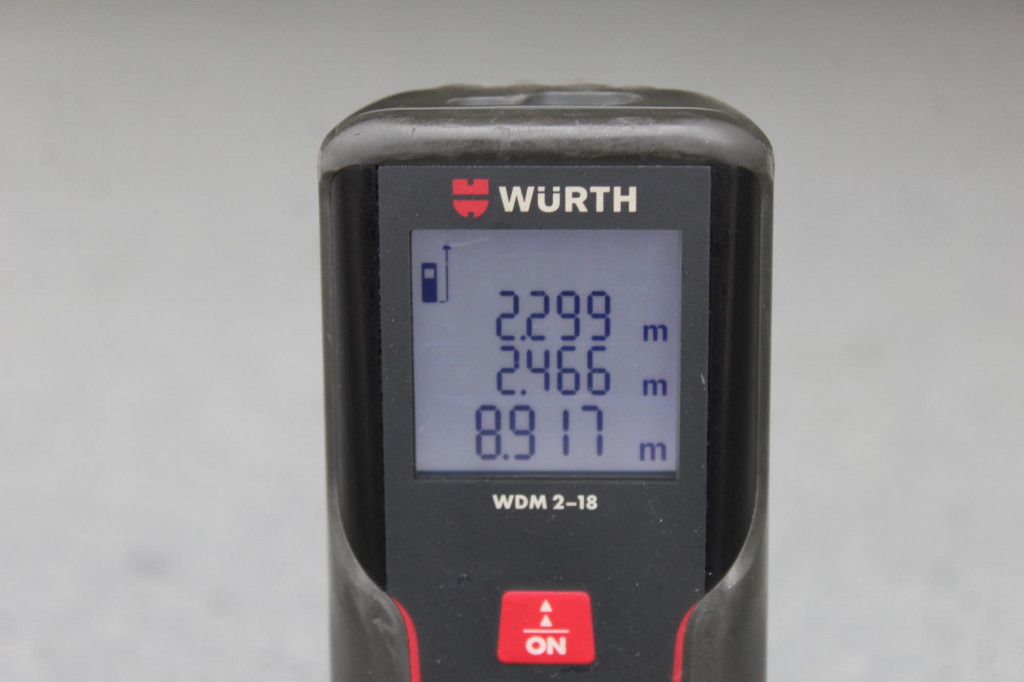 WÜRTH
2.299 m
2.466 m
8.917 m
WDM 2-18
ON